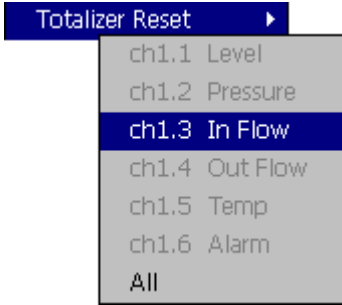 Totalizer Reset
ch1.1 Level
ch1.2 Pressure
ch1.3 In Flow
ch1.4 Out Flow
ch1.5 Temp
ch1.6 Alarm
All